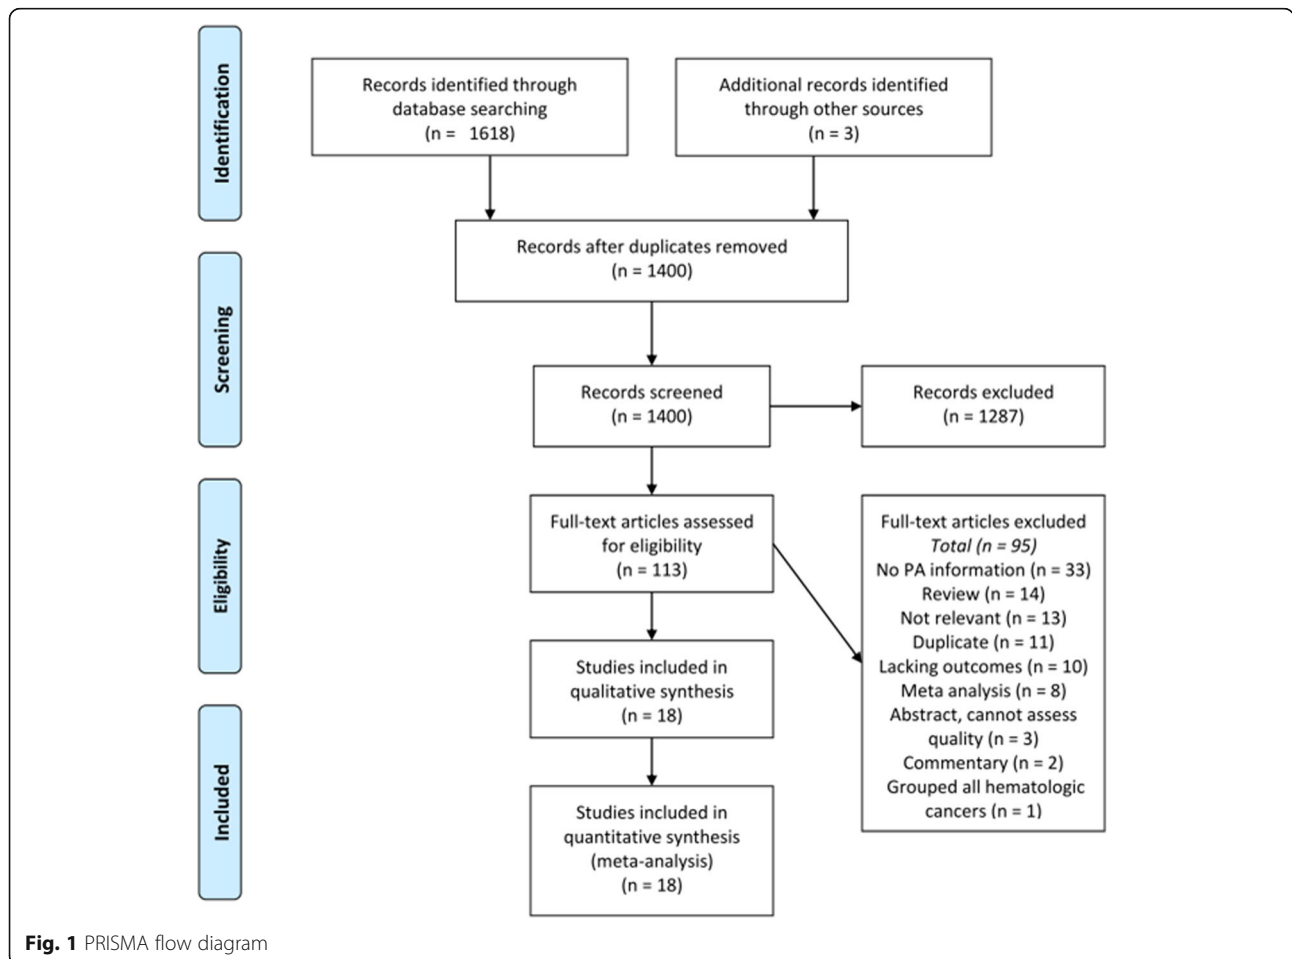 Identification
Records identified through
database searching
(n = 1618)
Additional records identified
through other sources
(n = 3)
Records after duplicates removed
(n = 1400)
Screening
Records screened
(n = 1400)
Records excluded
(n = 1287)
Eligibility
Full-text articles assessed
for eligibility
(n = 113)
Full-text articles excluded
Total (n = 95)
No PA information (n = 33)
Review (n = 14)
Not relevant (n = 13)
Duplicate (n = 11)
Lacking outcomes (n = 10)
Meta analysis (n = 8)
Abstract, cannot assess
quality (n = 3)
Commentary (n = 2)
Grouped all hematologic
cancers (n = 1)
Studies included in
qualitative synthesis
(n = 18)
Included
Studies included in
quantitative synthesis
(meta-analysis)
(n = 18)
Fig. 1 PRISMA flow diagram